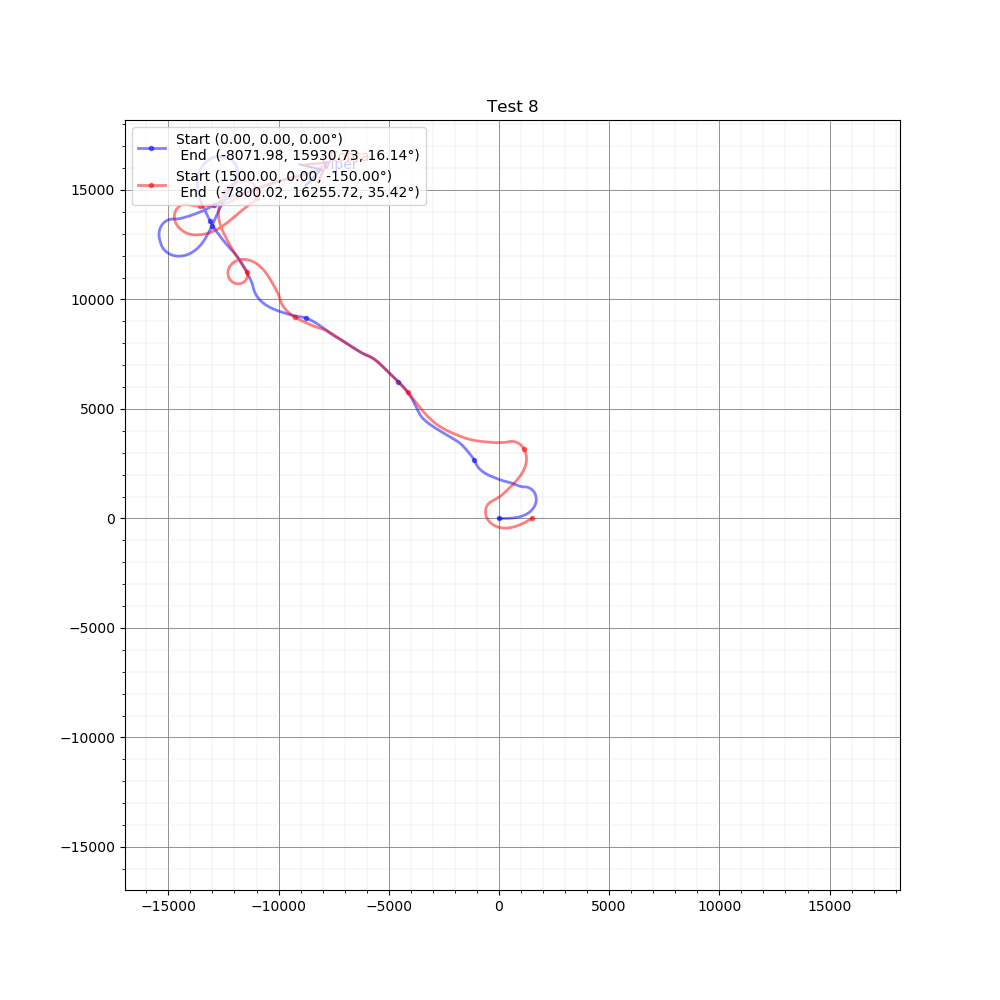 Test 8
Start (0.00, 0.00, 0.00°)
End (-8071.98, 15930.73, 16.14°)
Start (1500.00, 0.00, -150.00°)
End (-7800.02, 16255.72, 35.42°)
Viper
15000
10000
5000
0
−5000
−10000
−15000
−15000 −10000 −5000 0 5000 10000 15000